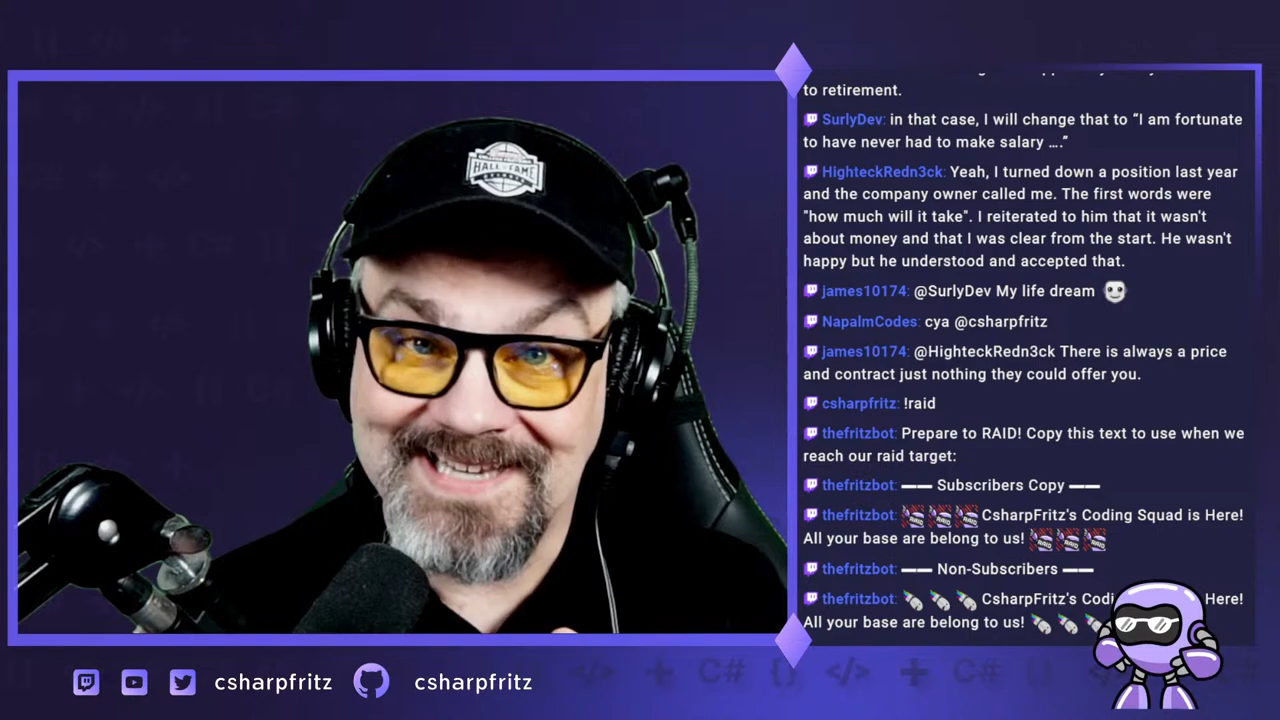 HALL OF FAME
to retirement.
SurlyDev: in that case, I will change that to “I am fortunate
to have never had to make salary ….”
HighteckRedn3ck: Yeah, I turned down a position last year
and the company owner called me. The first words were
"how much will it take". I reiterated to him that it wasn't
about money and that I was clear from the start. He wasn't
happy but he understood and accepted that.
james10174: @SurlyDev My life dream
NapalmCodes: cya @csharpfritz
james10174: @HighteckRedn3ck There is always a price
and contract just nothing they could offer you.
csharpfritz: !raid
thefritzbot: Prepare to RAID! Copy this text to use when we
reach our raid target:
thefritzbot: —— Subscribers Copy ——
thefritzbot: RAID RAID RAID CsharpFritz's Coding Squad is Here!
All your base are belong to us! RAID RAID RAID
thefritzbot: —— Non-Subscribers ——
thefritzbot: CsharpFritz's Codi Here!
All your base are belong to us!
csharpfritz csharpfritz